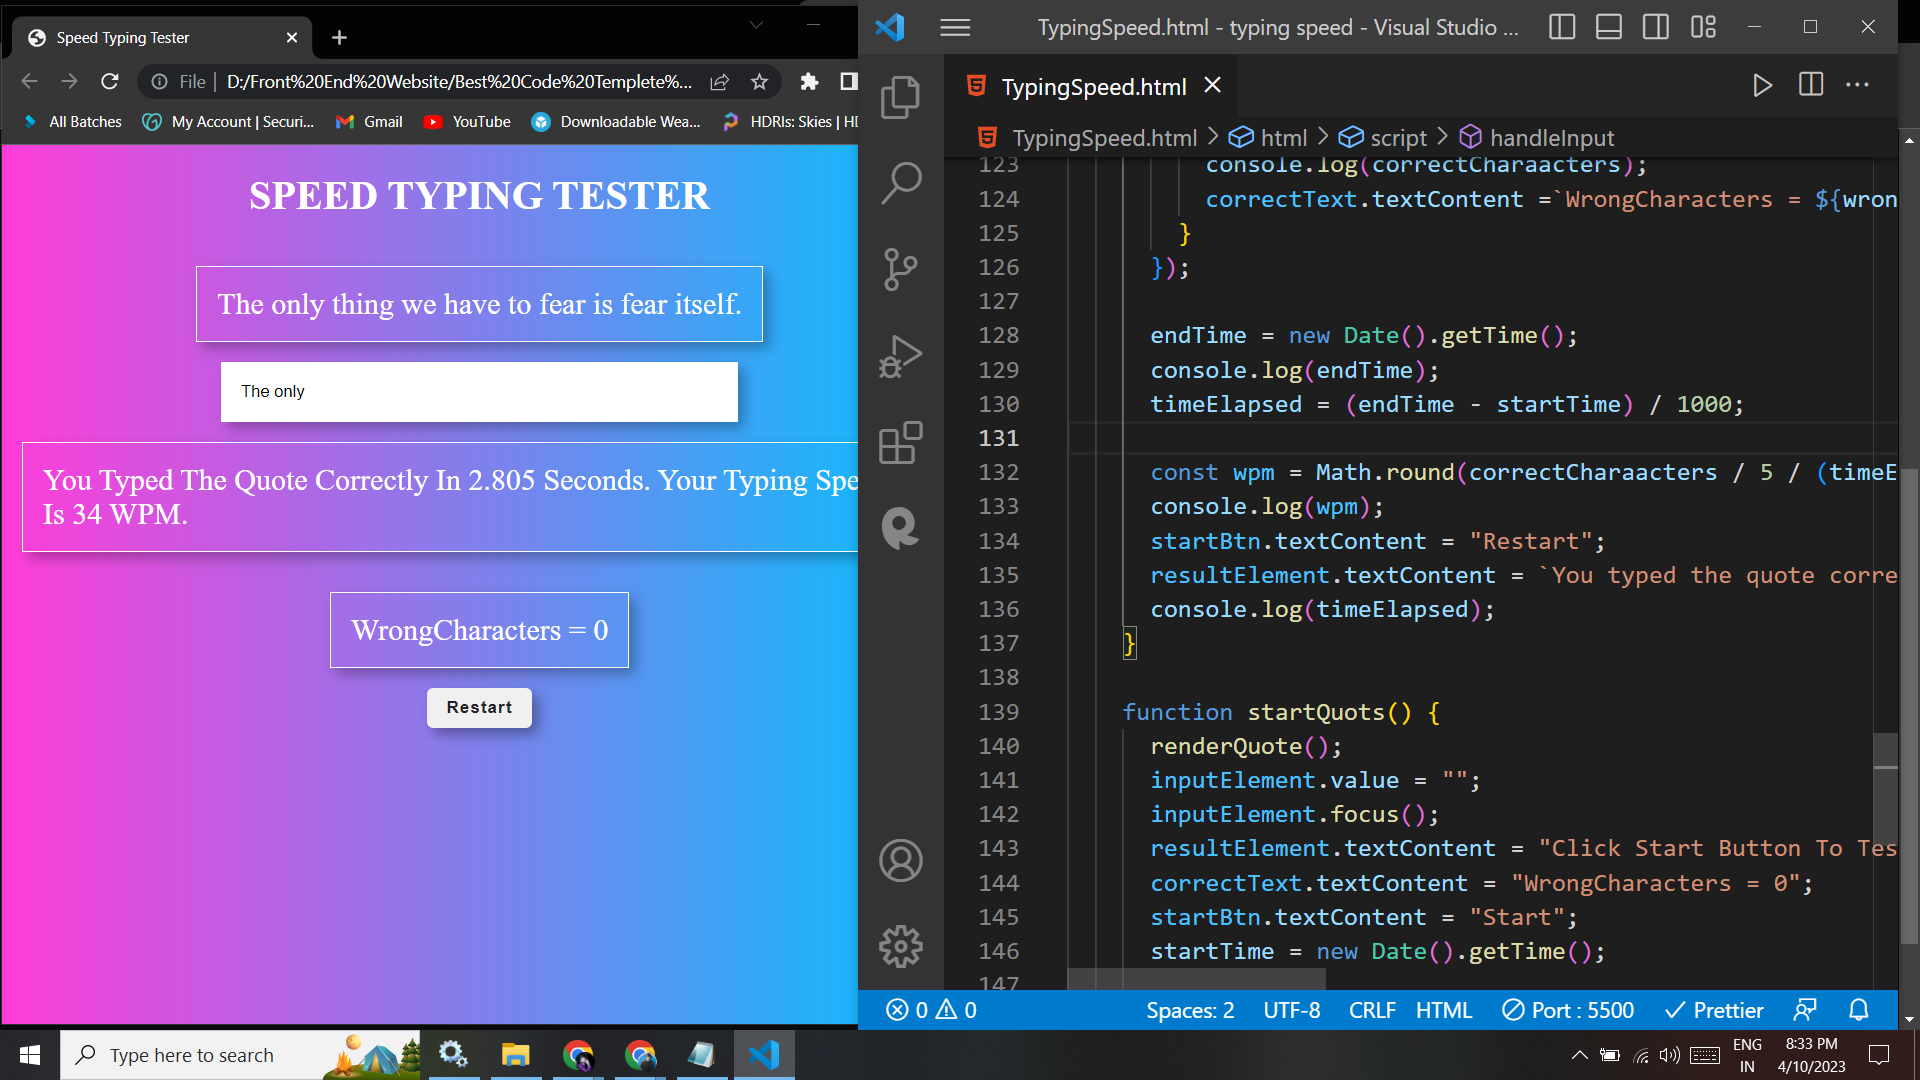 Speed Typing Tester
File
D:/Front%20End%20Website/Best%20Code%20Templete%...
All Batches
My Account | Securi...
Gmail
YouTube
Downloadable Wea...
HDRIs: Skies | HD
SPEED TYPING TESTER
The only thing we have to fear is fear itself.
The only
You Typed The Quote Correctly In 2.805 Seconds. Your Typing Spe
Is 34 WPM.
WrongCharacters = 0
Restart
TypingSpeed.html - typing speed - Visual Studio ...
TypingSpeed.html
TypingSpeed.html > html > script > handleInput
123 console.log(correctCharaacters);
124 correctText.textContent =`WrongCharacters = ${wron
125 }
126 });
127
128 endTime = new Date().getTime();
129 console.log(endTime);
130 timeElapsed = (endTime - startTime) / 1000;
131
132 const wpm = Math.round(correctCharaacters / 5 / (timeE
133 console.log(wpm);
134 startBtn.textContent = "Restart";
135 resultElement.textContent = `You typed the quote corre
136 console.log(timeElapsed);
137 }
138
139 function startQuots() {
140 renderQuote();
141 inputElement.value = "";
142 inputElement.focus();
143 resultElement.textContent = "Click Start Button To Tes
144 correctText.textContent = "WrongCharacters = 0";
145 startBtn.textContent = "Start";
146 startTime = new Date().getTime();
147
0 0
Spaces: 2
UTF-8
CRLF
HTML
Port : 5500
Prettier
Type here to search
ENG
IN
8:33 PM
4/10/2023